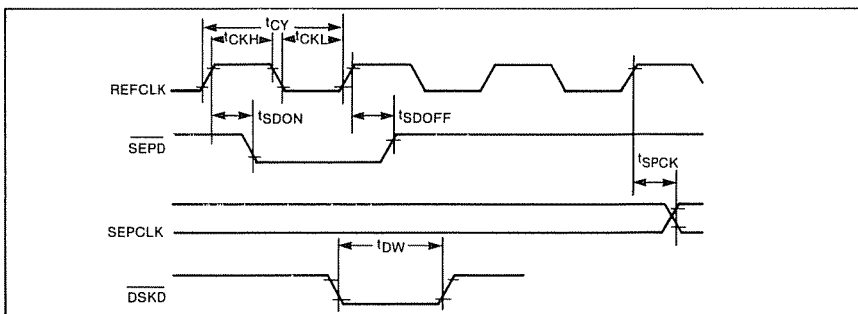 tCY
tCKH
tCKL
REFCLK
tSDON
tSDOFF
SEPD
tSPCK
SEPCLK
tDW
DSKD